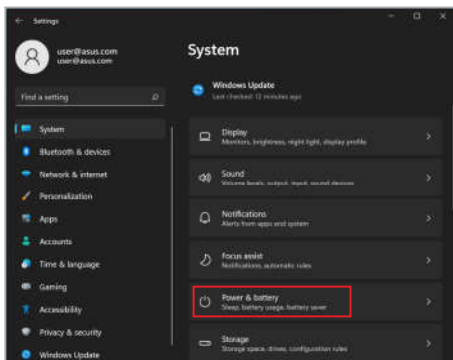 Settings
user@asus.com
user@asus.com
Find a setting
System
Bluetooth & devices
Network & internet
Personalization
Apps
Accounts
Time & language
Gaming
Accessibility
Privacy & security
Windows Update
System
Windows Update
Last checked: 12 minutes ago
Display
Monitors, brightness, night light, display profile
Sound
Volume levels, output, input, sound devices
Notifications
Alerts from apps and system
Focus assist
Notifications, automatic rules
Power & battery
Sleep, battery usage, battery saver
Storage
Storage space, drives, configuration rules